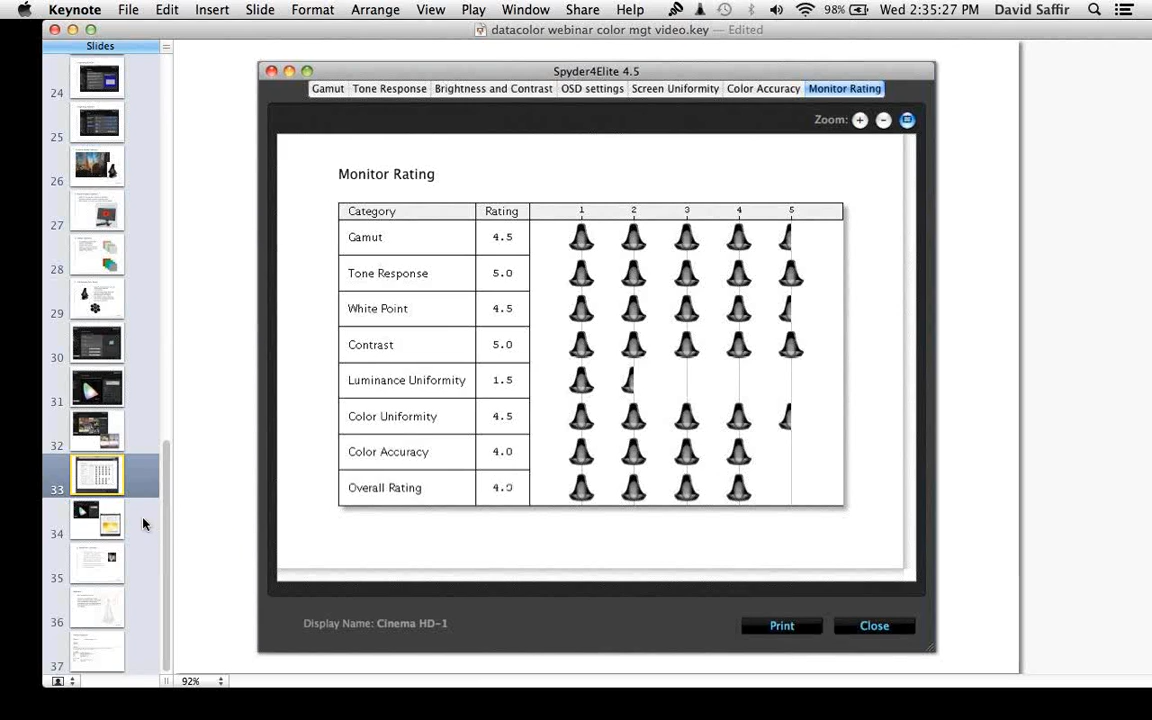 Keynote File Edit Insert Slide Format Arrange View Play Window Share Help 98% Wed 2:35:27 PM David Saffir
datacolor webinar color mgt video.key — Edited
Slides
Spyder4Elite 4.5
Gamut Tone Response Brightness and Contrast OSD settings Screen Uniformity Color Accuracy Monitor Rating
Zoom:
Monitor Rating
Category Rating 1 2 3 4 5
Gamut 4.5
Tone Response 5.0
White Point 4.5
Contrast 5.0
Luminance Uniformity 1.5
Color Uniformity 4.5
Color Accuracy 4.0
Overall Rating 4.0
Display Name: Cinema HD-1
Print Close
24
25
26
27
28
29
30
31
32
33
34
35
36
37
92%